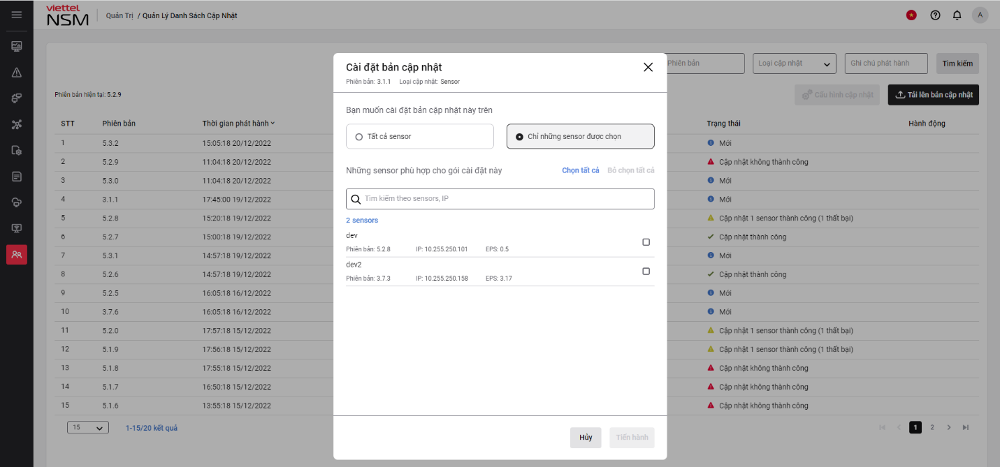 viettel
NSM
Quản Trị / Quản Lý Danh Sách Cập Nhật
A
Phiên bản
Loại cập nhật
Ghi chú phát hành
Tìm kiếm
Phiên bản hiện tại: 5.2.9
Cấu hình cập nhật
Tải lên bản cập nhật
STT Phiên bản Thời gian phát hành Trạng thái Hành động
1 5.3.2 15:05:18 20/12/2022 Mới
2 5.2.9 11:04:18 20/12/2022 Cập nhật không thành công
3 5.3.0 11:04:18 20/12/2022 Mới
4 3.1.1 17:45:00 19/12/2022 Mới
5 5.2.8 15:20:18 19/12/2022 Cập nhật 1 sensor thành công (1 thất bại)
6 5.2.7 15:00:18 19/12/2022 Cập nhật thành công
7 5.3.1 14:57:18 19/12/2022 Mới
8 5.2.6 14:57:18 19/12/2022 Cập nhật thành công
9 5.2.5 16:05:18 16/12/2022 Mới
10 3.7.6 16:05:18 16/12/2022 Mới
11 5.2.0 17:57:18 15/12/2022 Cập nhật 1 sensor thành công (1 thất bại)
12 5.1.9 17:56:18 15/12/2022 Cập nhật 1 sensor thành công (1 thất bại)
13 5.1.8 17:55:18 15/12/2022 Cập nhật không thành công
14 5.1.7 16:50:18 15/12/2022 Cập nhật không thành công
15 5.1.6 13:55:18 15/12/2022 Cập nhật không thành công
15 1-15/20 kết quả 1 2
Cài đặt bản cập nhật
Phiên bản: 3.1.1 Loại cập nhật: Sensor
Bạn muốn cài đặt bản cập nhật này trên
Tất cả sensor Chỉ những sensor được chọn
Những sensor phù hợp cho gói cài đặt này Chọn tất cả Bỏ chọn tất cả
Tìm kiếm theo sensors, IP
2 sensors
dev
Phiên bản: 5.2.8 IP: 10.255.250.101 EPS: 0.5
dev2
Phiên bản: 3.7.3 IP: 10.255.250.158 EPS: 3.17
Hủy Tiến hành